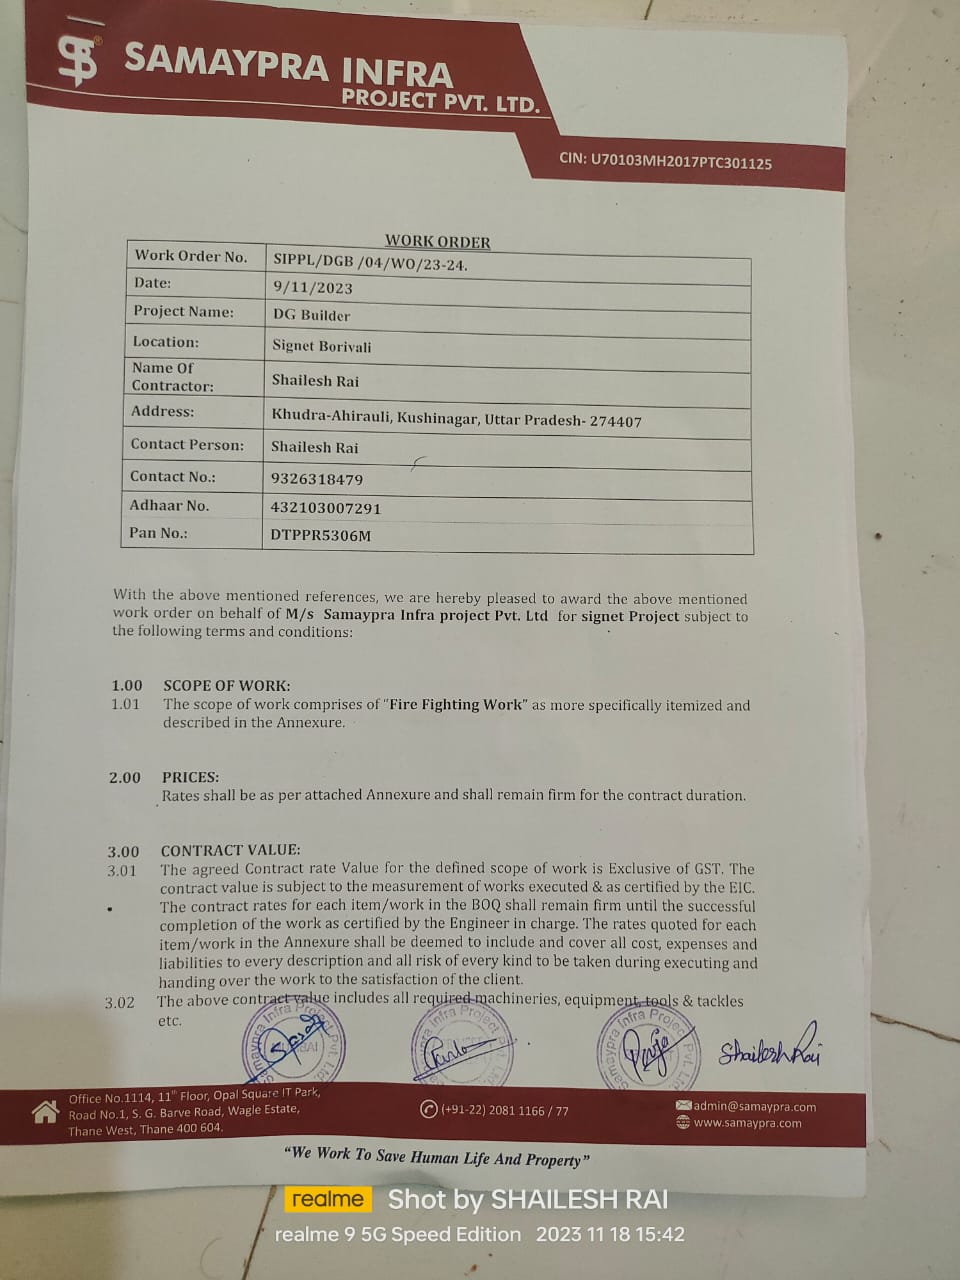 SAMAYPRA INFRA
PROJECT PVT. LTD.
CIN: U70103MH2017PTC301125
WORK ORDER
Work Order No. SIPPL/DGB /04/WO/23-24.
Date: 9/11/2023
Project Name: DG Builder
Location: Signet Borivali
Name Of
Contractor: Shailesh Rai
Address: Khudra-Ahirauli, Kushinagar, Uttar Pradesh- 274407
Contact Person: Shailesh Rai
Contact No.: 9326318479
Adhaar No. 432103007291
Pan No.: DTPPR5306M
With the above mentioned references, we are hereby pleased to award the above mentioned
work order on behalf of M/s Samaypra Infra project Pvt. Ltd for signet Project subject to
the following terms and conditions:
1.00 SCOPE OF WORK:
1.01 The scope of work comprises of "Fire Fighting Work" as more specifically itemized and
described in the Annexure.
2.00 PRICES:
Rates shall be as per attached Annexure and shall remain firm for the contract duration.
3.00 CONTRACT VALUE:
3.01 The agreed Contract rate Value for the defined scope of work is Exclusive of GST. The
contract value is subject to the measurement of works executed & as certified by the EIC.
• The contract rates for each item/work in the BOQ shall remain firm until the successful
completion of the work as certified by the Engineer in charge. The rates quoted for each
item/work in the Annexure shall be deemed to include and cover all cost, expenses and
liabilities to every description and all risk of every kind to be taken during executing and
handing over the work to the satisfaction of the client.
3.02 The above contract value includes all required machineries, equipment, tools & tackles
etc.
Samaypra Infra Project Pvt. Ltd.
Shailesh Rai
Office No.1114, 11th Floor, Opal Square IT Park,
Road No.1, S. G. Barve Road, Wagle Estate,
Thane West, Thane 400 604.
(+91-22) 2081 1166 / 77
admin@samaypra.com
www.samaypra.com
"We Work To Save Human Life And Property"
realme Shot by SHAILESH RAI
realme 9 5G Speed Edition 2023 11 18 15:42